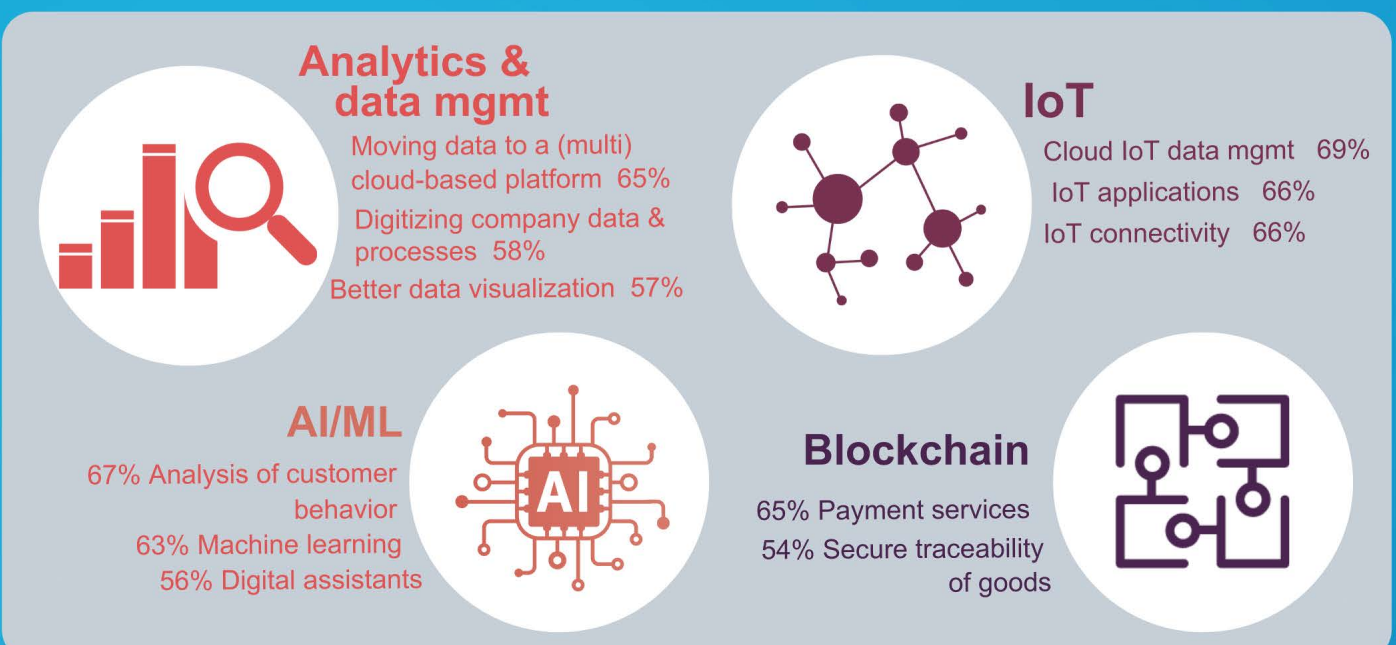 Analytics &
data mgmt
Moving data to a (multi)
cloud-based platform 65%
Digitizing company data &
processes 58%
Better data visualization 57%
IoT
Cloud IoT data mgmt 69%
IoT applications 66%
IoT connectivity 66%
AI/ML
67% Analysis of customer
behavior
63% Machine learning
56% Digital assistants
AI
Blockchain
65% Payment services
54% Secure traceability
of goods